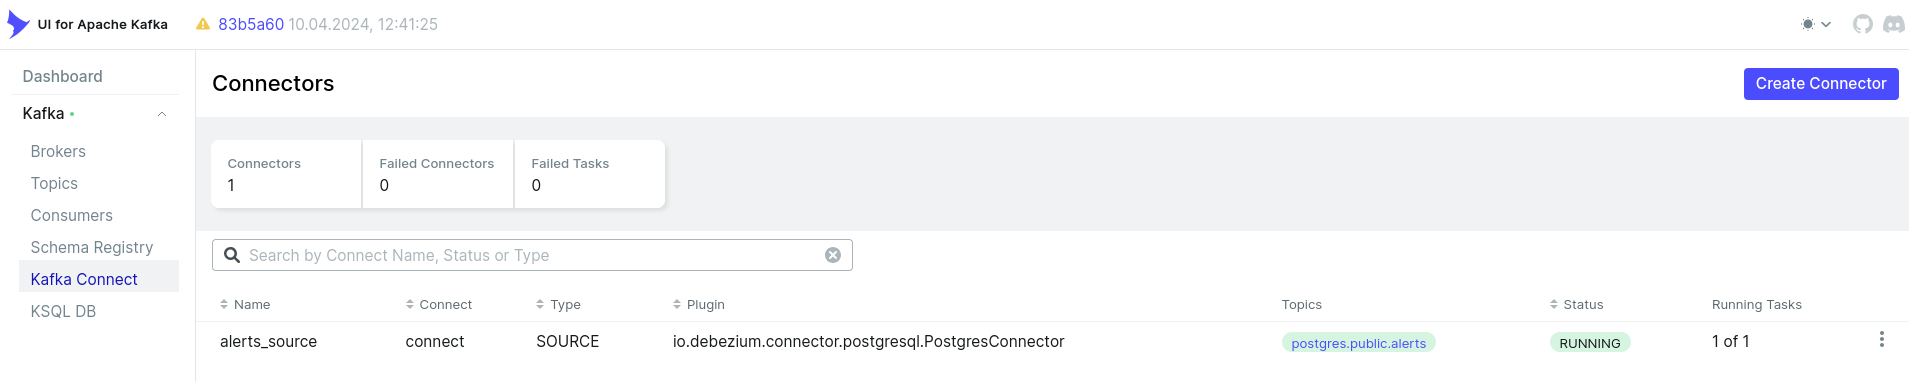 UI for Apache Kafka 83b5a60 10.04.2024, 12:41:25
Dashboard
Kafka
Brokers
Topics
Consumers
Schema Registry
Kafka Connect
KSQL DB
Connectors
Create Connector
Connectors Failed Connectors Failed Tasks
1 0 0
Search by Connect Name, Status or Type
Name Connect Type Plugin Topics Status Running Tasks
alerts_source connect SOURCE io.debezium.connector.postgresql.PostgresConnector postgres.public.alerts RUNNING 1 of 1